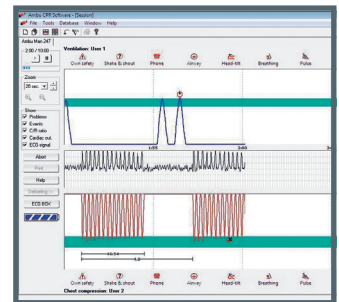 Ambu CPR Software - [Session]
File Tools Database Window Help
Ambu Man 247
2:00 / 10:00
Ventilation: User 1
Own safety Shake & shout Phone Airway Head-tilt Breathing Pulse
Zoom
20 sec
Show
Problems
Events
C/R ratio
Cardiac out.
ECG signal
1:55 2:00
Abort
Print
Help
Debriefing >>
ECG BOX
Own safety Shake & shout Phone Airway Head-tilt Breathing Pulse
Chest compression: User 2